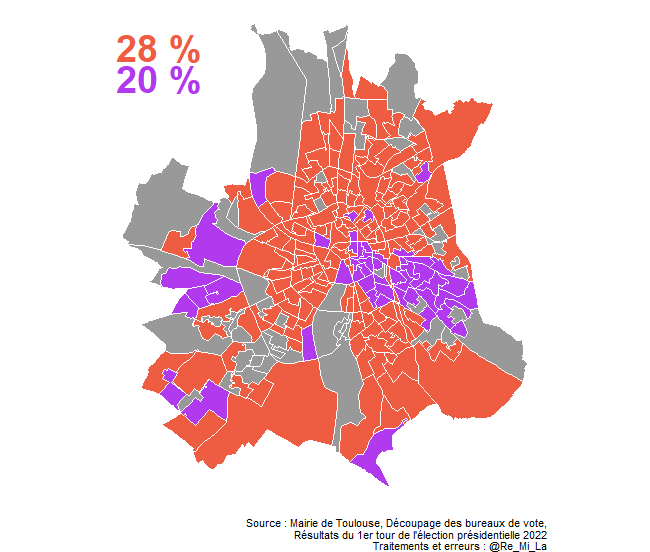 28 %
20 %
Source : Mairie de Toulouse, Découpage des bureaux de vote,
Résultats du 1er tour de l'élection présidentielle 2022
Traitements et erreurs : @Re_Mi_La